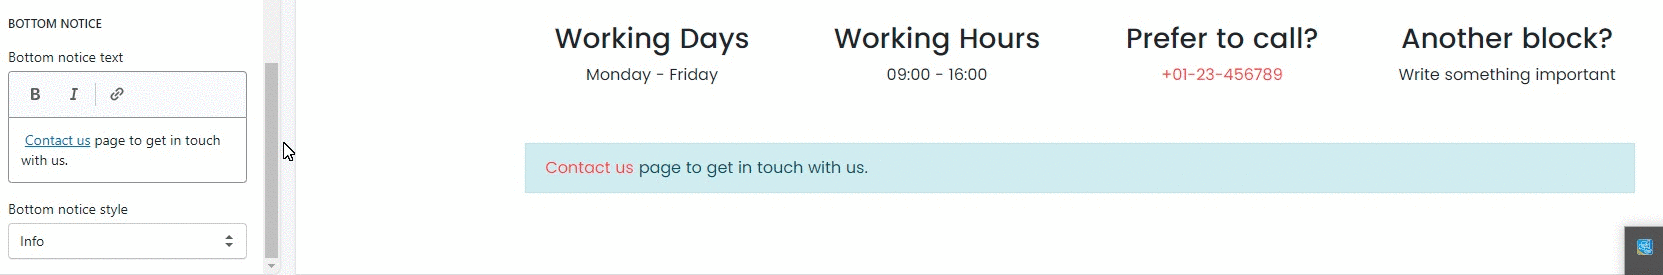 BOTTOM NOTICE
Bottom notice text
B I
Contact us page to get in touch
with us.
Bottom notice style
Info
Working Days
Monday - Friday
Working Hours
09:00 - 16:00
Prefer to call?
+01-23-456789
Another block?
Write something important
Contact us page to get in touch with us.